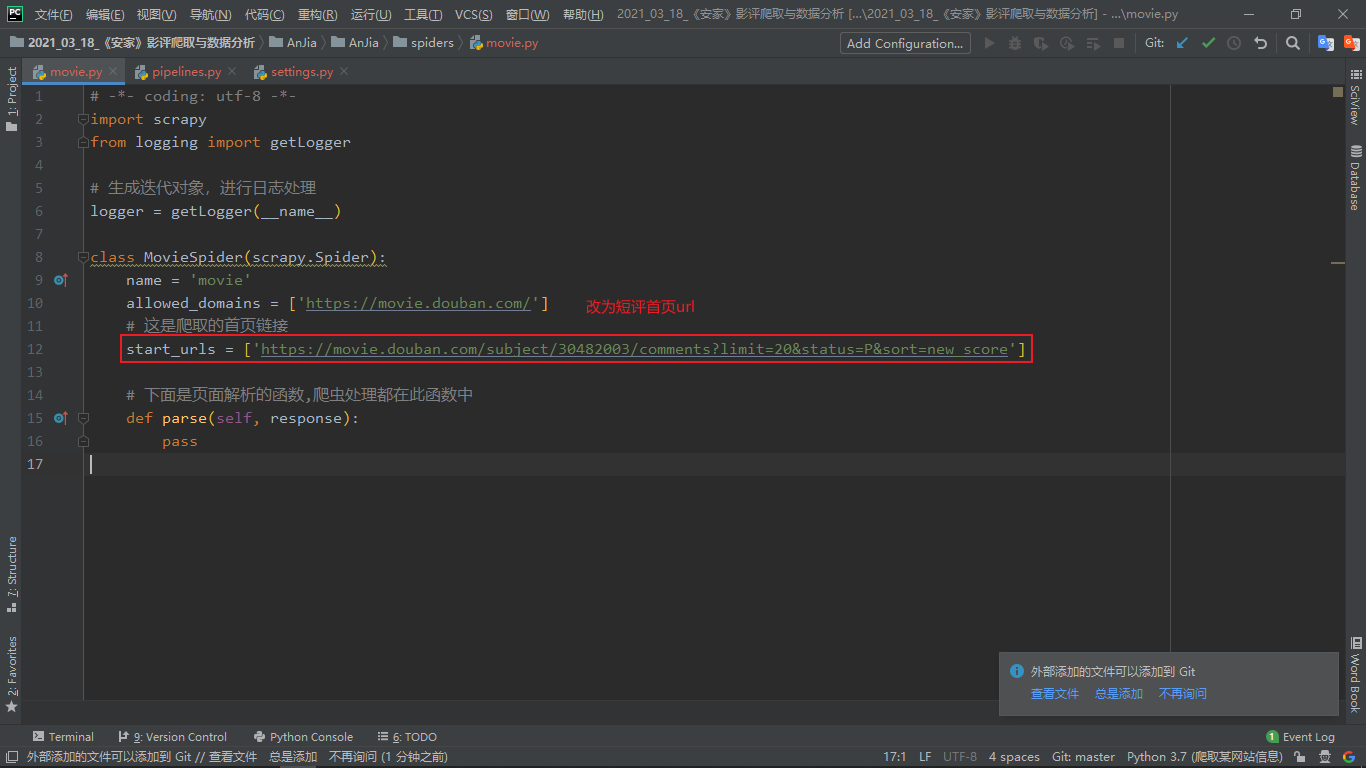 PC 文件(F) 编辑(E) 视图(V) 导航(N) 代码(C) 重构(R) 运行(U) 工具(T) VCS(S) 窗口(W) 帮助(H) 2021_03_18_《安家》影评爬取与数据分析 [...\2021_03_18_《安家》影评爬取与数据分析] - ...\movie.py
2021_03_18_《安家》影评爬取与数据分析 AnJia AnJia spiders movie.py Add Configuration... Git:
movie.py pipelines.py settings.py
1 # -*- coding: utf-8 -*-
2 import scrapy
3 from logging import getLogger
4
5 # 生成迭代对象, 进行日志处理
6 logger = getLogger(__name__)
7
8 class MovieSpider(scrapy.Spider):
9 name = 'movie'
10 allowed_domains = ['https://movie.douban.com/'] 改为短评首页url
11 # 这是爬取的首页链接
12 start_urls = ['https://movie.douban.com/subject/30482003/comments?limit=20&status=P&sort=new_score']
13
14 # 下面是页面解析的函数,爬虫处理都在此函数中
15 def parse(self, response):
16 pass
17
1: Project
7: Structure
2: Favorites
SciView
Database
Word Book
外部添加的文件可以添加到 Git
查看文件 总是添加 不再询问
Terminal 9: Version Control Python Console 6: TODO 1 Event Log
外部添加的文件可以添加到 Git // 查看文件 总是添加 不再询问 (1 分钟之前) 17:1 LF UTF-8 4 spaces Git: master Python 3.7 (爬取某网站信息)